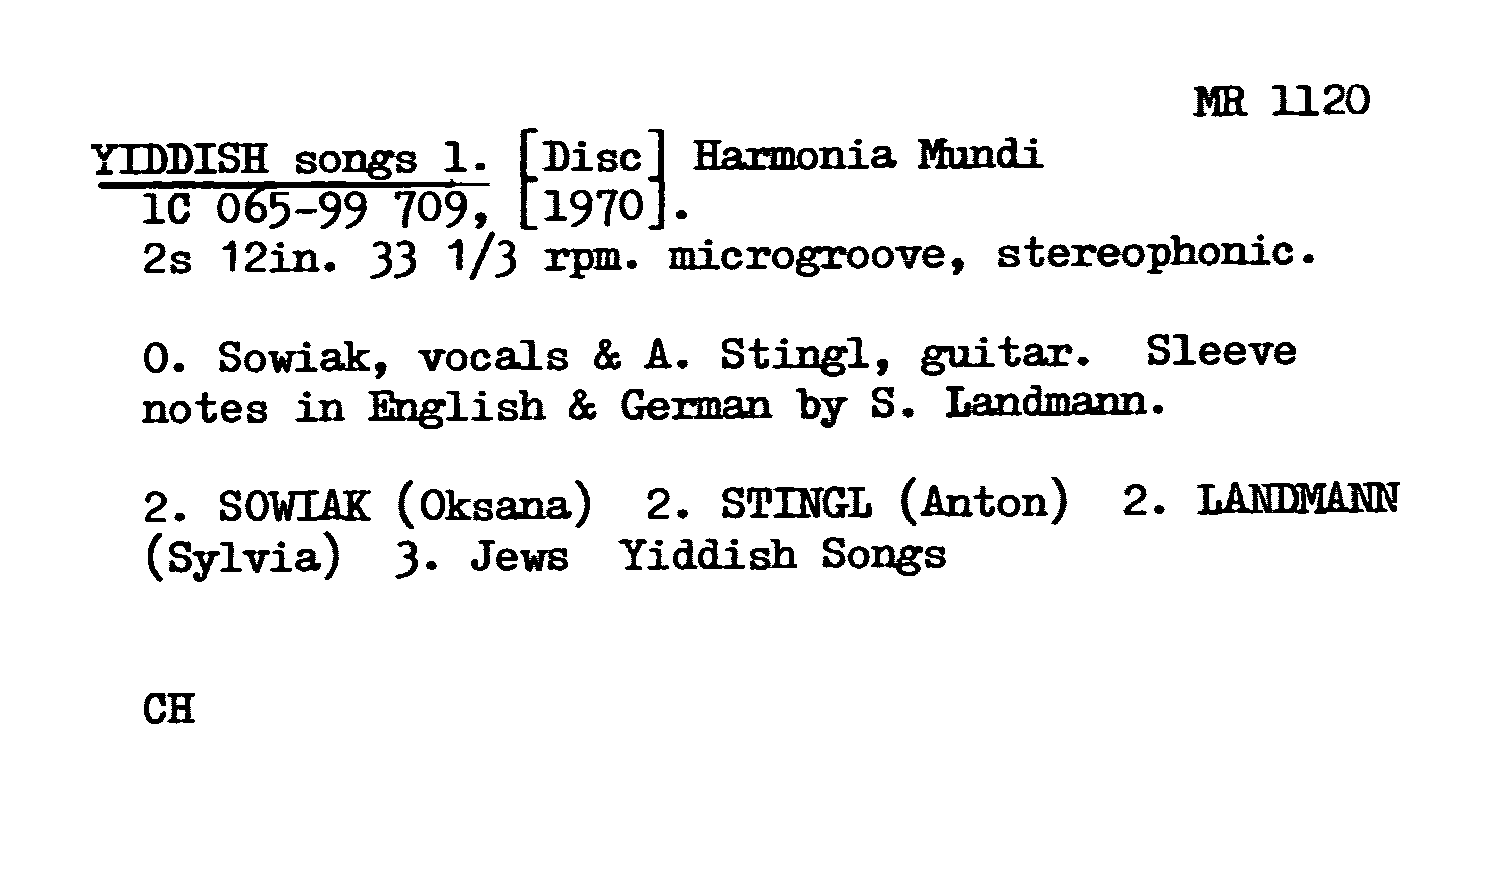 MR 1120
YIDDISH songs 1. [Disc] Harmonia Mundi
1C 065-99 709, [1970].
2s 12in. 33 1/3 rpm. microgroove, stereophonic.
O. Sowiak, vocals & A. Stingl, guitar. Sleeve
notes in English & German by S. Landmann.
2. SOWIAK (Oksana) 2. STINGL (Anton) 2. LANDMANN
(Sylvia) 3. Jews Yiddish Songs
CH